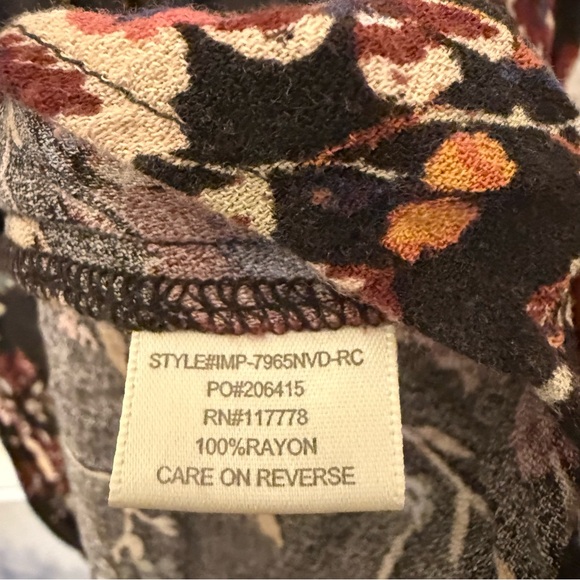 STYLE#IMP-7965NVD-RC
PO#206415
RN#117778
100%RAYON
CARE ON REVERSE